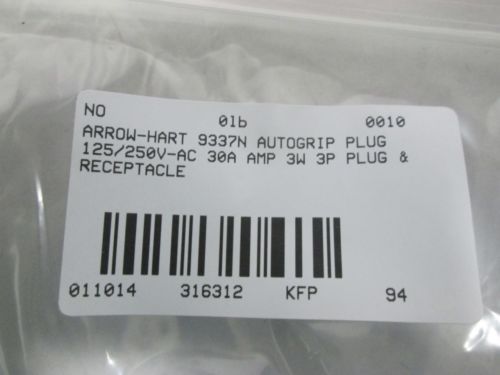 NO 01b 0010
ARROW-HART 9337N AUTOGRIP PLUG
125/250V-AC 30A AMP 3W 3P PLUG &
RECEPTACLE
011014 316312 KFP 94